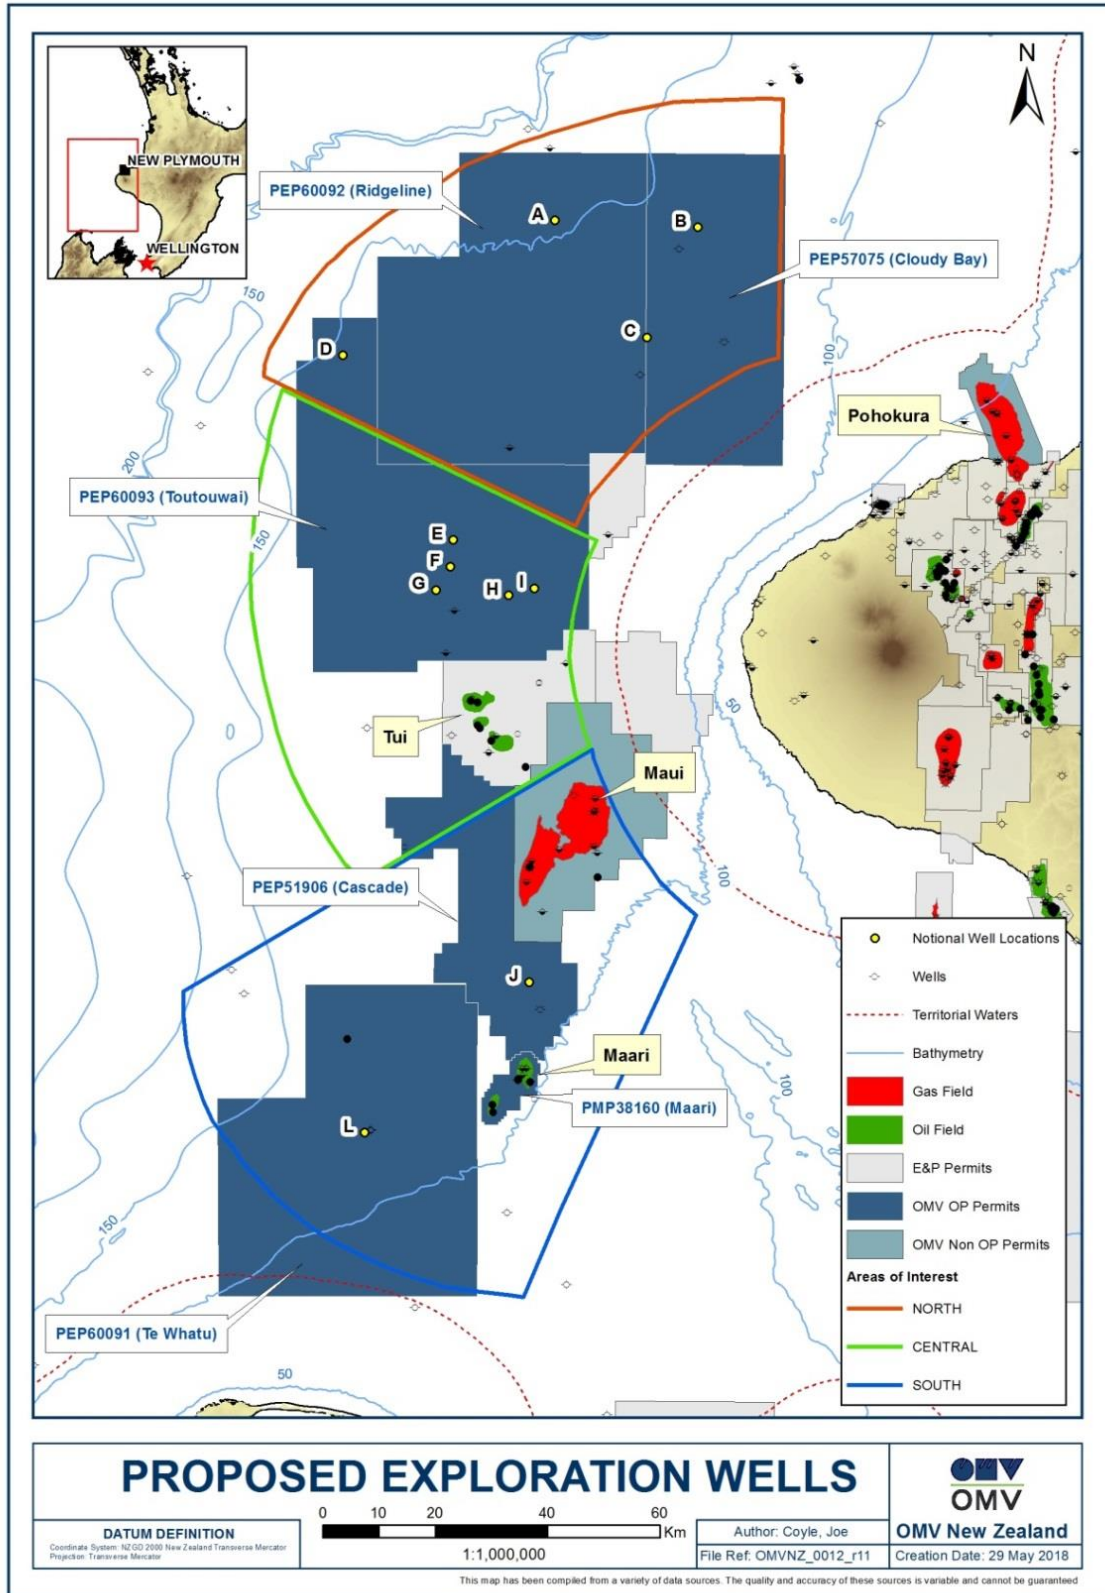 N
NEW PLYMOUTH
WELLINGTON
PEP60092 (Ridgeline)
A
B
PEP57075 (Cloudy Bay)
150
C
D
100
Pohokura
200
PEP60093 (Toutouwai)
150
E
F
G
H
I
50
Tui
Maui
100
PEP51906 (Cascade)
J
Maari
100
PMP38160 (Maari)
L
150
PEP60091 (Te Whatu)
50
Notional Well Locations
Wells
Territorial Waters
Bathymetry
Gas Field
Oil Field
E&P Permits
OMV OP Permits
OMV Non OP Permits
Areas of Interest
NORTH
CENTRAL
SOUTH
PROPOSED EXPLORATION WELLS
DATUM DEFINITION
Coordinate System: NZGD 2000 New Zealand Transverse Mercator
Projection: Transverse Mercator
0 10 20 40 60
Km
1:1,000,000
Author: Coyle, Joe
File Ref: OMVNZ_0012_r11
OMV
OMV
OMV New Zealand
Creation Date: 29 May 2018
This map has been compiled from a variety of data sources. The quality and accuracy of these sources is variable and cannot be guaranteed